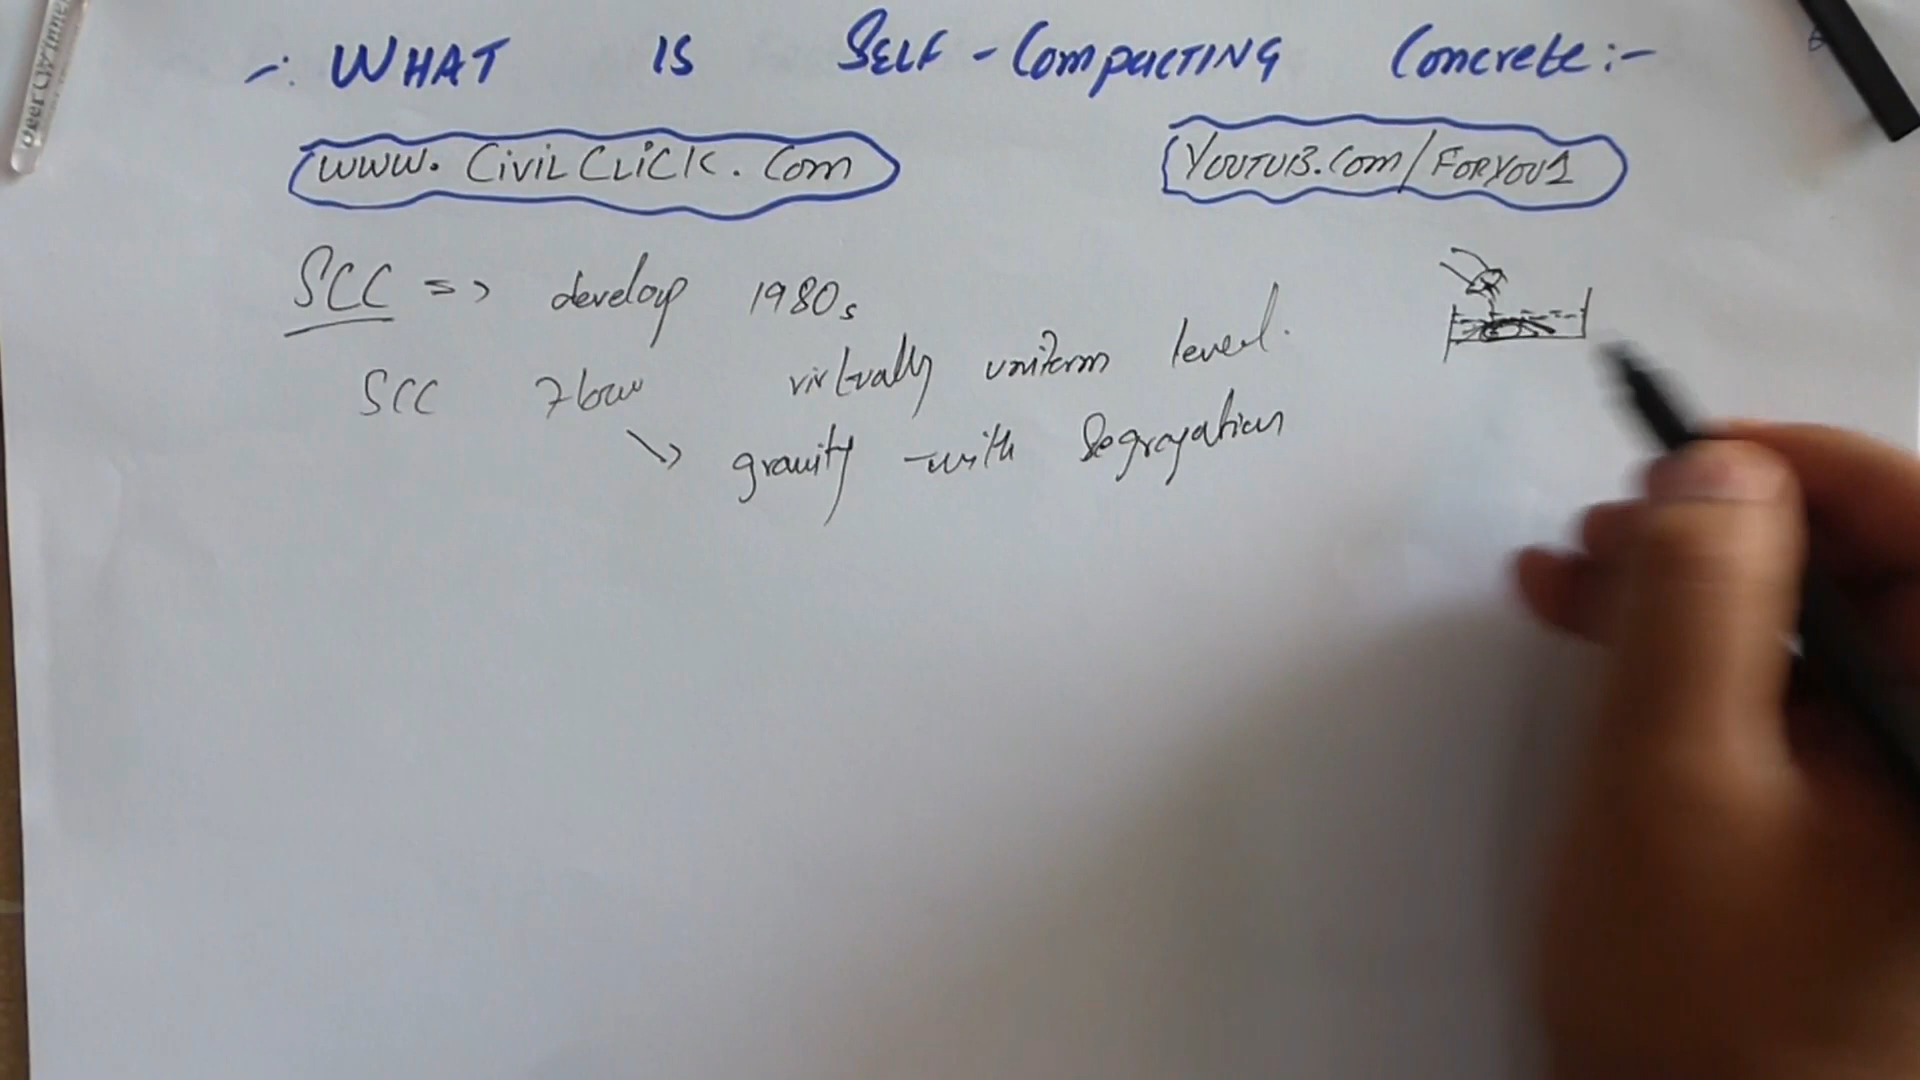 -: WHAT IS SELF-COMPACTING CONCRETE:-
WWW.CIVILCLICK.COM
YOUTUB.COM/FORYOU1
SCC => develop 1980s
SCC flow virtually uniform level.
gravity with Segregation